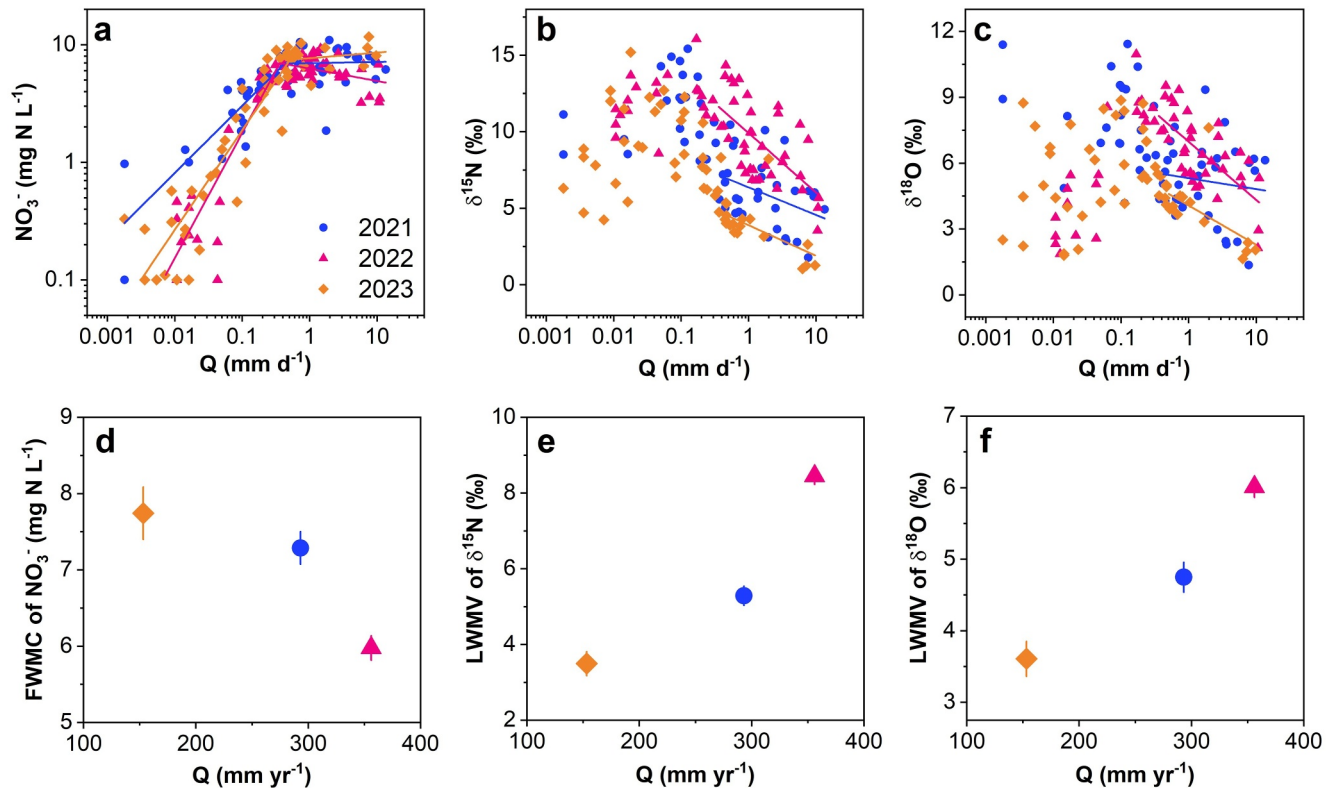 a
NO₃⁻ (mg N L⁻¹)
10
1
0.1
2021
2022
2023
0.001 0.01 0.1 1 10
Q (mm d⁻¹)
b
δ¹⁵N (‰)
15
10
5
0
0.001 0.01 0.1 1 10
Q (mm d⁻¹)
c
δ¹⁸O (‰)
12
9
6
3
0
0.001 0.01 0.1 1 10
Q (mm d⁻¹)
d
FWMC of NO₃⁻ (mg N L⁻¹)
9
8
7
6
5
100 200 300 400
Q (mm yr⁻¹)
e
LWMV of δ¹⁵N (‰)
10
8
6
4
2
100 200 300 400
Q (mm yr⁻¹)
f
LWMV of δ¹⁸O (‰)
7
6
5
4
3
100 200 300 400
Q (mm yr⁻¹)